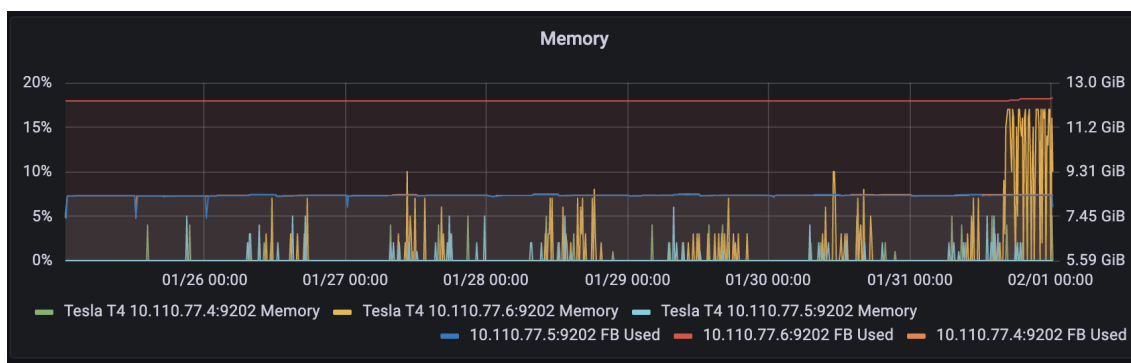 Memory
20%
13.0 GiB
15%
11.2 GiB
10%
9.31 GiB
5%
7.45 GiB
0%
5.59 GiB
01/26 00:00 01/27 00:00 01/28 00:00 01/29 00:00 01/30 00:00 01/31 00:00 02/01 00:00
Tesla T4 10.110.77.4:9202 Memory Tesla T4 10.110.77.6:9202 Memory Tesla T4 10.110.77.5:9202 Memory
10.110.77.5:9202 FB Used 10.110.77.6:9202 FB Used 10.110.77.4:9202 FB Used